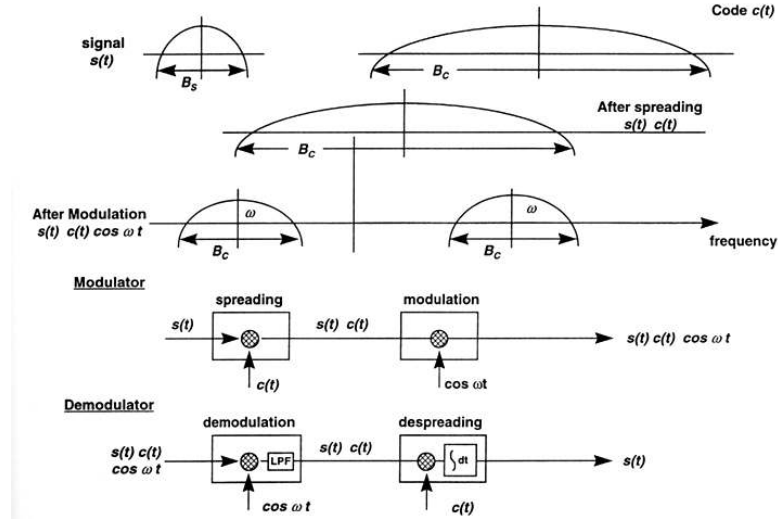 Code c(t)
signal
s(t)
Bs
Bc
After spreading
s(t) c(t)
Bc
After Modulation
s(t) c(t) cos ω t
ω
ω
Bc
Bc
frequency
Modulator
spreading
modulation
s(t)
s(t) c(t)
s(t) c(t) cos ω t
c(t)
cos ωt
Demodulator
demodulation
despreading
s(t) c(t)
cos ω t
LPF
s(t) c(t)
∫dt
s(t)
cos ω t
c(t)